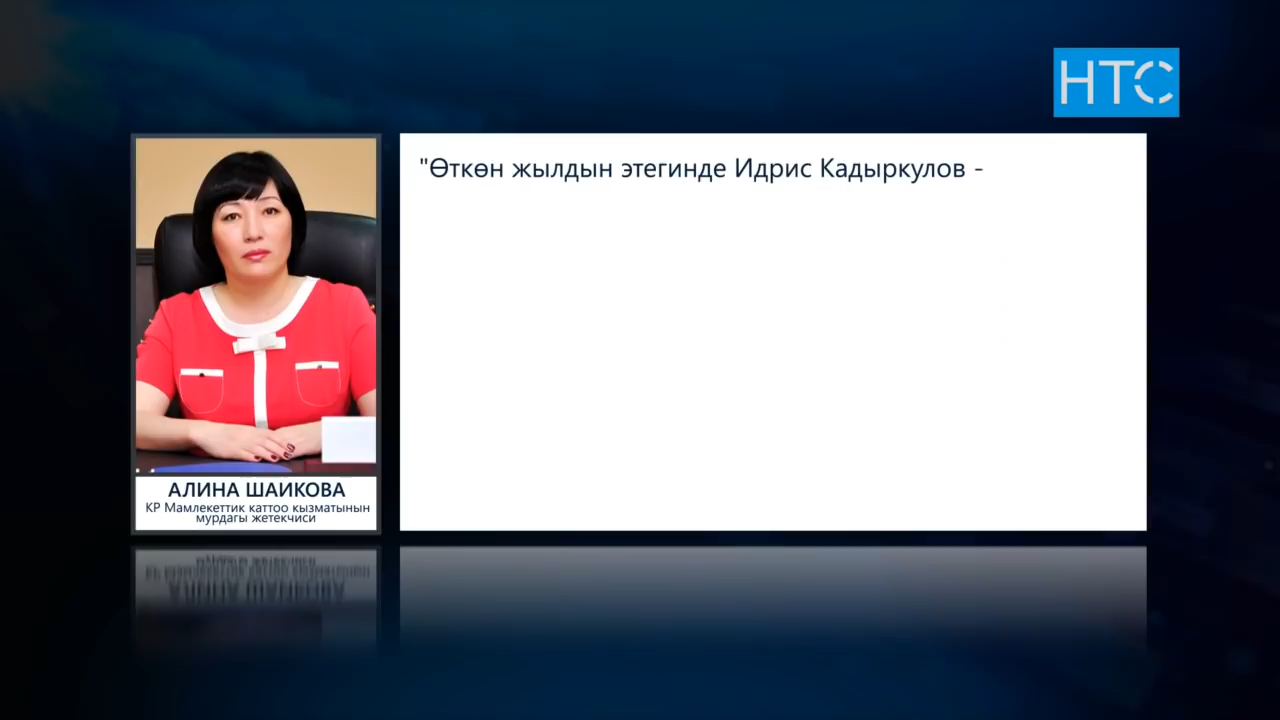 НТС
"Өткөн жылдын этегинде Идрис Кадыркулов -
АЛИНА ШАИКОВА
КР Мамлекеттик каттоо кызматынын
мурдагы жетекчиси